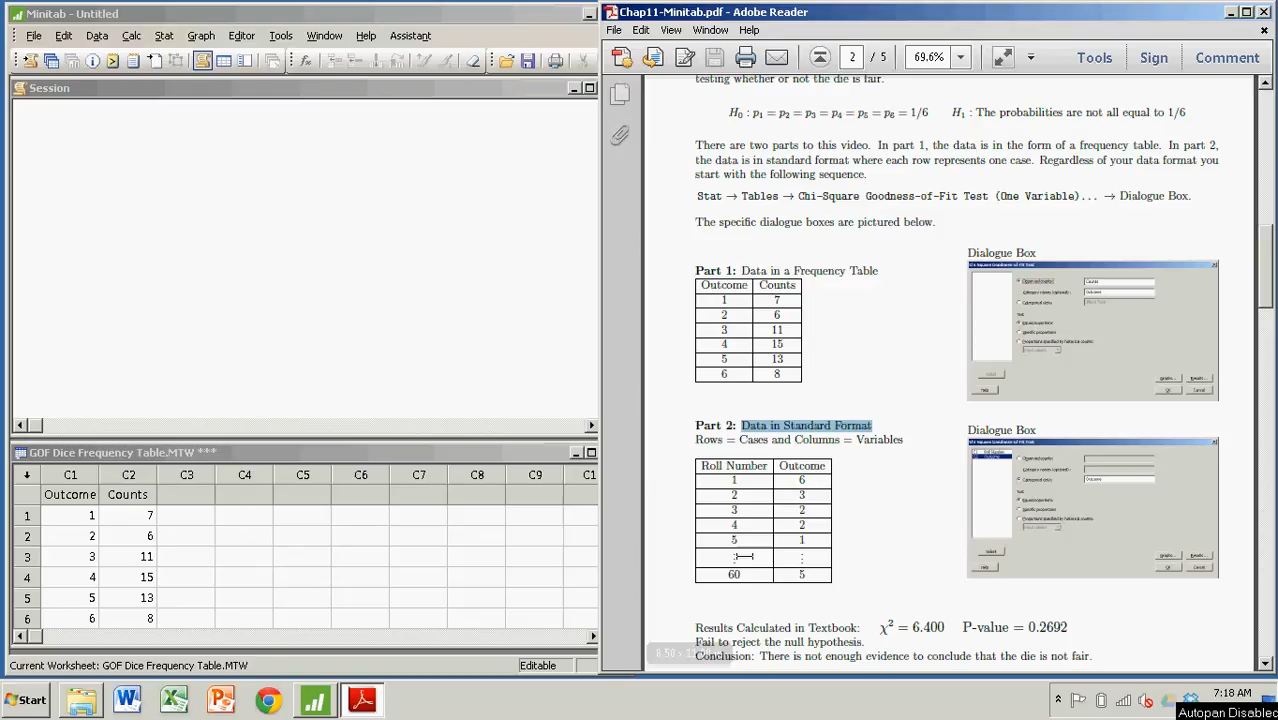 Minitab - Untitled
File Edit Data Calc Stat Graph Editor Tools Window Help Assistant
Session
GOF Dice Frequency Table.MTW ***
C1 C2 C3 C4 C5 C6 C7 C8 C9 C1
Outcome Counts
1 1 7
2 2 6
3 3 11
4 4 15
5 5 13
6 6 8
Current Worksheet: GOF Dice Frequency Table.MTW Editable
Chap11-Minitab.pdf - Adobe Reader
File Edit View Window Help
2 / 5 69.6% Tools Sign Comment
testing whether or not the die is fair.
H₀ : p₁ = p₂ = p₃ = p₄ = p₅ = p₆ = 1/6 H₁ : The probabilities are not all equal to 1/6
There are two parts to this video. In part 1, the data is in the form of a frequency table. In part 2,
the data is in standard format where each row represents one case. Regardless of your data format you
start with the following sequence.
Stat → Tables → Chi-Square Goodness-of-Fit Test (One Variable)... → Dialogue Box.
The specific dialogue boxes are pictured below.
Part 1: Data in a Frequency Table
Outcome Counts
1 7
2 6
3 11
4 15
5 13
6 8
Dialogue Box
Part 2: Data in Standard Format
Rows = Cases and Columns = Variables
Roll Number Outcome
1 6
2 3
3 2
4 2
5 1
⋮ ⋮
60 5
Dialogue Box
Results Calculated in Textbook: χ² = 6.400 P-value = 0.2692
Fail to reject the null hypothesis.
Conclusion: There is not enough evidence to conclude that the die is not fair.
Start
7:18 AM
Autopan Disabled